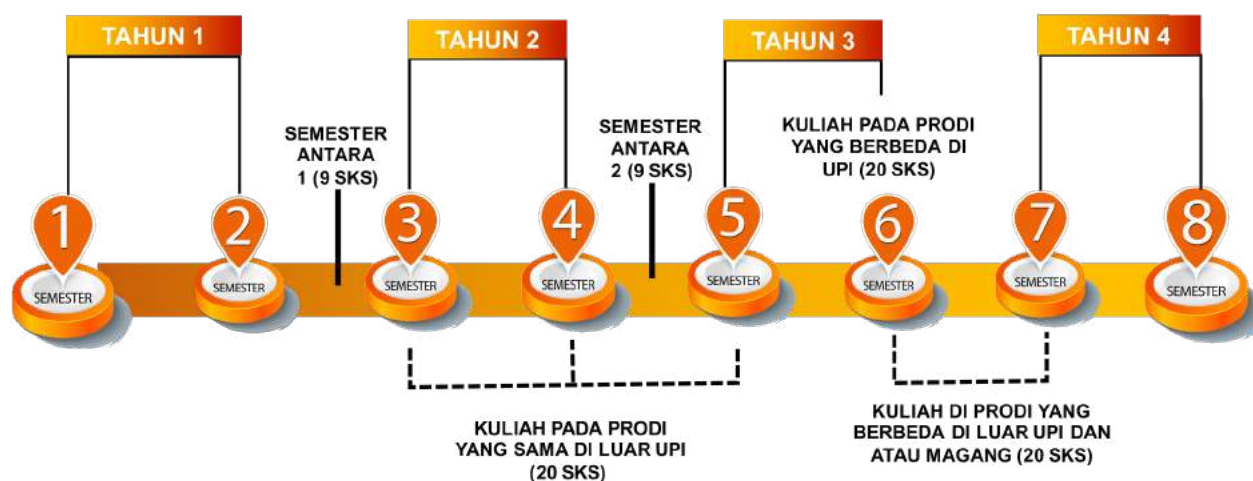 TAHUN 1
TAHUN 2
TAHUN 3
TAHUN 4
SEMESTER
ANTARA
1 (9 SKS)
SEMESTER
ANTARA
2 (9 SKS)
KULIAH PADA PRODI
YANG BERBEDA DI
UPI (20 SKS)
1
2
3
4
5
6
7
8
SEMESTER
SEMESTER
SEMESTER
SEMESTER
SEMESTER
SEMESTER
SEMESTER
SEMESTER
KULIAH PADA PRODI
YANG SAMA DI LUAR UPI
(20 SKS)
KULIAH DI PRODI YANG
BERBEDA DI LUAR UPI DAN
ATAU MAGANG (20 SKS)